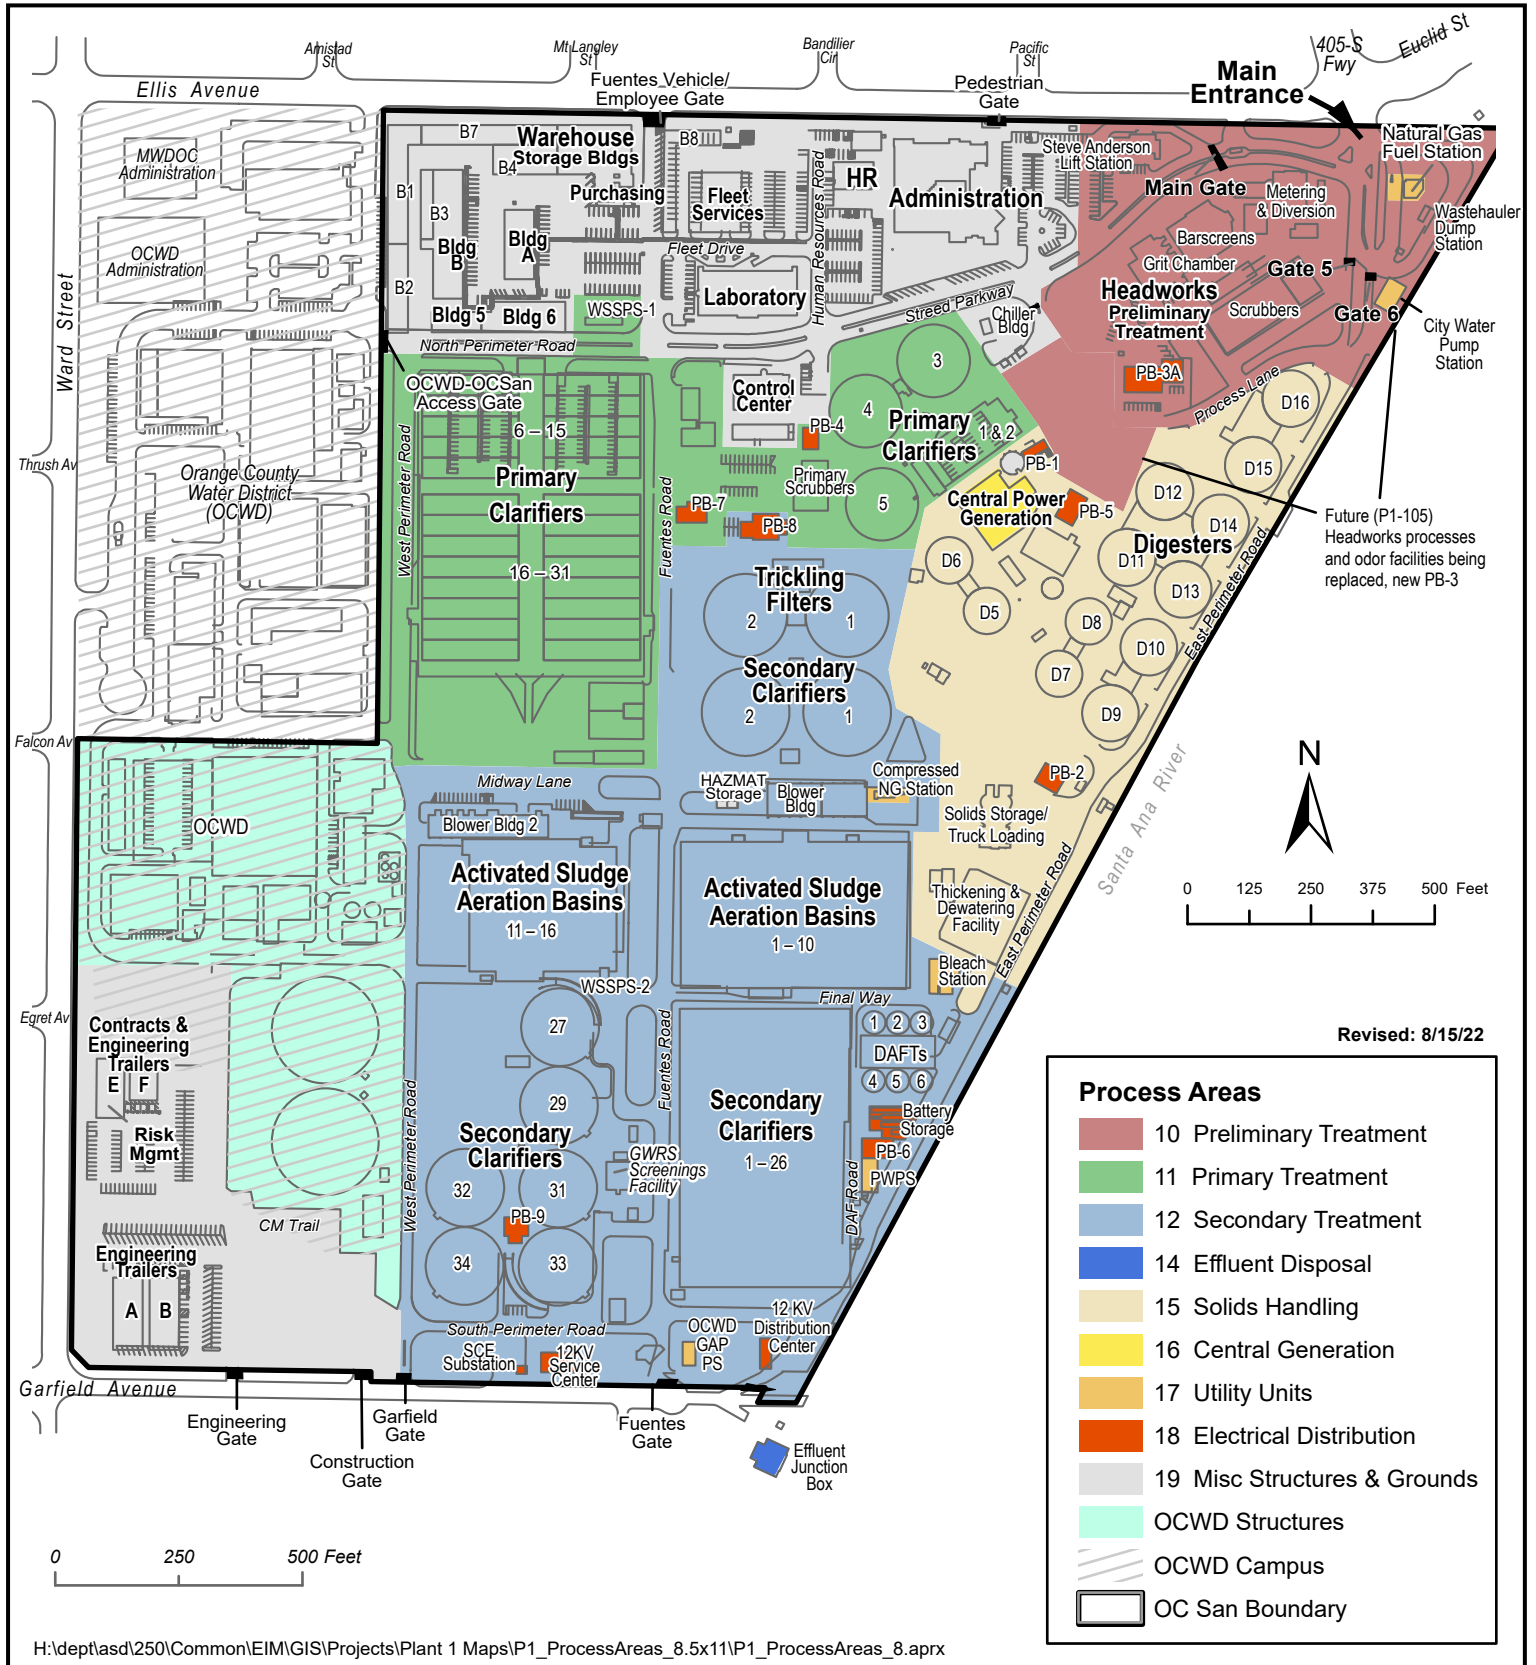 Amistad
St
Mt Langley
St
Bandilier
Cir
Pacific
St
405-S
Fwy
Euclid St
Ellis Avenue
Fuentes Vehicle/
Employee Gate
Pedestrian
Gate
Main
Entrance
Natural Gas
Fuel Station
MWDOC
Administration
B7
Warehouse
Storage Bldgs
B4
B8
Purchasing
Fleet
Services
HR
Administration
Steve Anderson
Lift Station
Main Gate
Metering
& Diversion
Wastehauler
Dump
Station
B1
B3
Bldg
B
Bldg
A
Fleet Drive
Human Resources Road
Barscreens
Grit Chamber
Gate 5
OCWD
Administration
B2
Bldg 5
Bldg 6
WSSPS-1
Laboratory
Streed Parkway
Chiller
Bldg
Headworks
Preliminary
Treatment
Scrubbers
Gate 6
City Water
Pump
Station
Ward Street
North Perimeter Road
OCWD-OCSan
Access Gate
Control
Center
3
4
PB-3A
Process Lane
D16
6 – 15
PB-4
Primary
Clarifiers
1 & 2
Thrush Av
Orange County
Water District
(OCWD)
West Perimeter Road
Primary
Clarifiers
Fuentes Road
PB-7
PB-8
Primary
Scrubbers
5
PB-1
Central Power
Generation
PB-5
D15
D12
D14
Future (P1-105)
Headworks processes
and odor facilities being
replaced, new PB-3
16 – 31
Trickling
Filters
2
1
D6
D5
Digesters
D11
D13
D8
D10
East Perimeter Road
Secondary
Clarifiers
2
1
D7
D9
Falcon Av
Midway Lane
HAZMAT
Storage
Blower
Bldg
Compressed
NG Station
PB-2
Santa Ana River
N
OCWD
Blower Bldg 2
Solids Storage/
Truck Loading
Activated Sludge
Aeration Basins
11 – 16
Activated Sludge
Aeration Basins
1 – 10
Thickening &
Dewatering
Facility
East Perimeter Road
0 125 250 375 500 Feet
Bleach
Station
WSSPS-2
Final Way
Egret Av
Contracts &
Engineering
Trailers
E F
27
29
Fuentes Road
1 2 3
DAFTs
4 5 6
Revised: 8/15/22
Risk
Mgmt
West Perimeter Road
Secondary
Clarifiers
GWRS
Screenings
Facility
Secondary
Clarifiers
1 – 26
Battery
Storage
PB-6
PWPS
DAF Road
32
31
PB-9
34
33
CM Trail
Engineering
Trailers
A B
South Perimeter Road
SCE
Substation
12KV
Service
Center
OCWD
GAP
PS
12 KV
Distribution
Center
Garfield Avenue
Engineering
Gate
Construction
Gate
Garfield
Gate
Fuentes
Gate
Effluent
Junction
Box
Process Areas
10 Preliminary Treatment
11 Primary Treatment
12 Secondary Treatment
14 Effluent Disposal
15 Solids Handling
16 Central Generation
17 Utility Units
18 Electrical Distribution
19 Misc Structures & Grounds
OCWD Structures
OCWD Campus
OC San Boundary
0 250 500 Feet
H:\dept\asd\250\Common\EIM\GIS\Projects\Plant 1 Maps\P1_ProcessAreas_8.5x11\P1_ProcessAreas_8.aprx